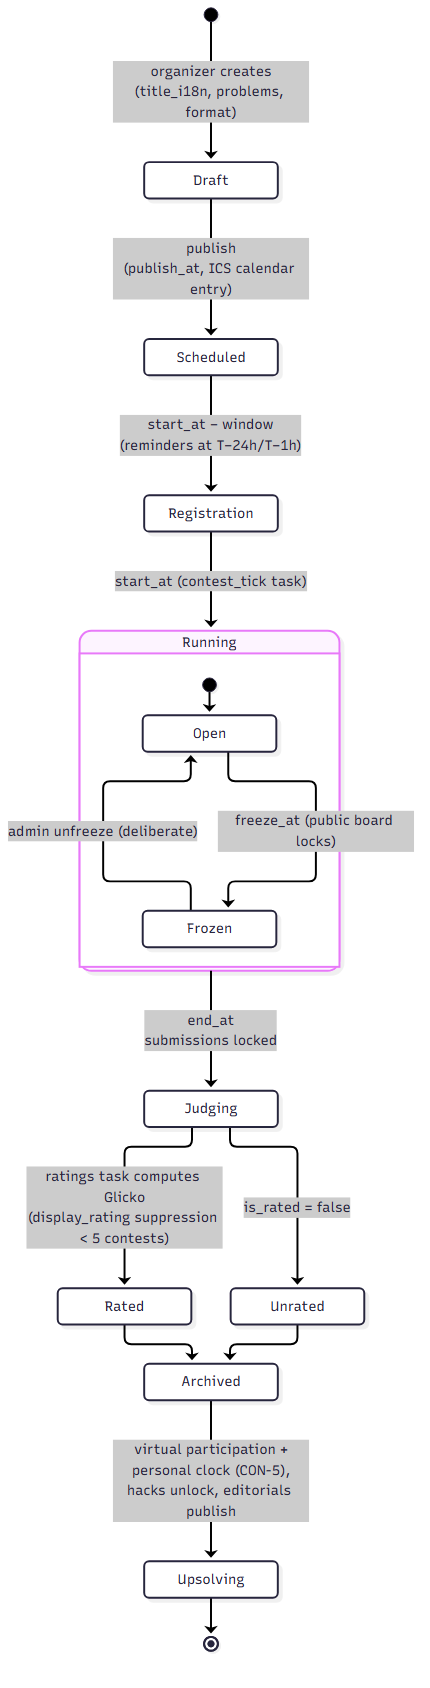 organizer creates
(title_i18n, problems,
format)
Draft
publish
(publish_at, ICS calendar
entry)
Scheduled
start_at − window
(reminders at T−24h/T−1h)
Registration
start_at (contest_tick task)
Running
Open
admin unfreeze (deliberate)
freeze_at (public board
locks)
Frozen
end_at
submissions locked
Judging
ratings task computes
Glicko
(display_rating suppression
< 5 contests)
is_rated = false
Rated
Unrated
Archived
virtual participation +
personal clock (CON-5),
hacks unlock, editorials
publish
Upsolving